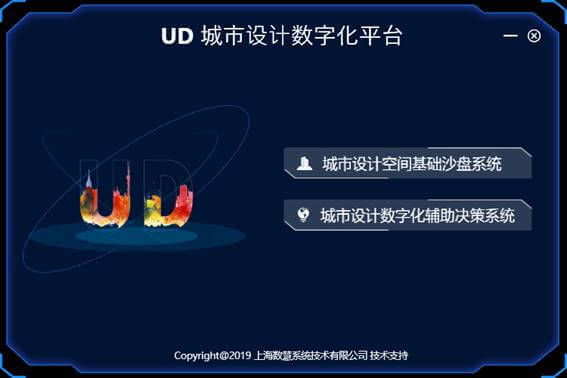 UD 城市设计数字化平台
UD
城市设计空间基础沙盘系统
城市设计数字化辅助决策系统
Copyright@2019 上海数慧系统技术有限公司 技术支持